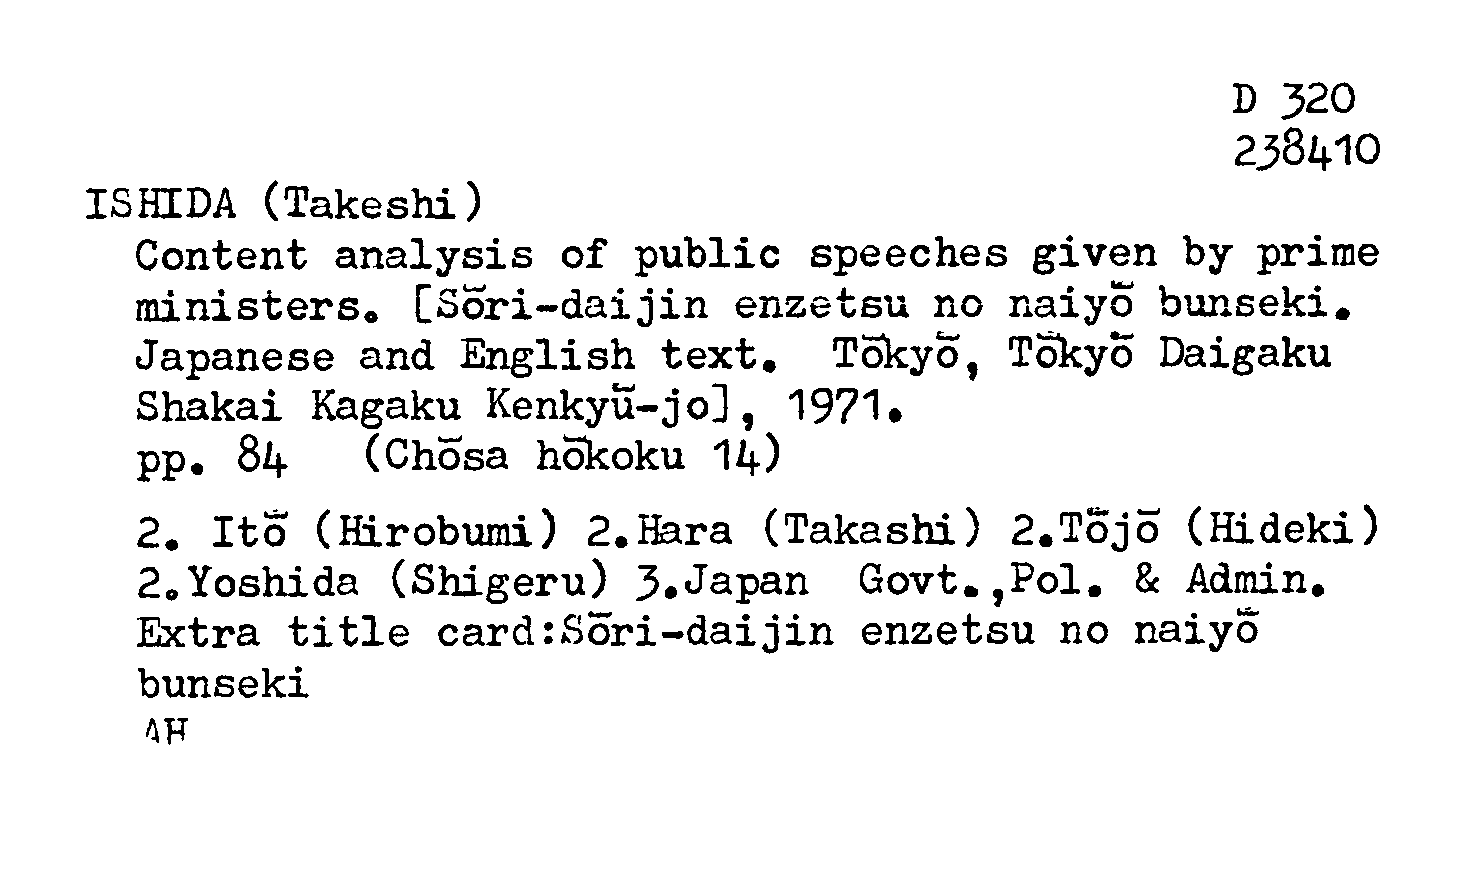 D 320
238410
ISHIDA (Takeshi)
Content analysis of public speeches given by prime
ministers. [Sōri-daijin enzetsu no naiyō bunseki.
Japanese and English text. Tōkyō, Tōkyō Daigaku
Shakai Kagaku Kenkyū-jo], 1971.
pp. 84 (Chōsa hōkoku 14)
2. Itō (Hirobumi) 2.Hara (Takashi) 2.Tōjō (Hideki)
2.Yoshida (Shigeru) 3.Japan Govt.,Pol. & Admin.
Extra title card:Sōri-daijin enzetsu no naiyō
bunseki
AH